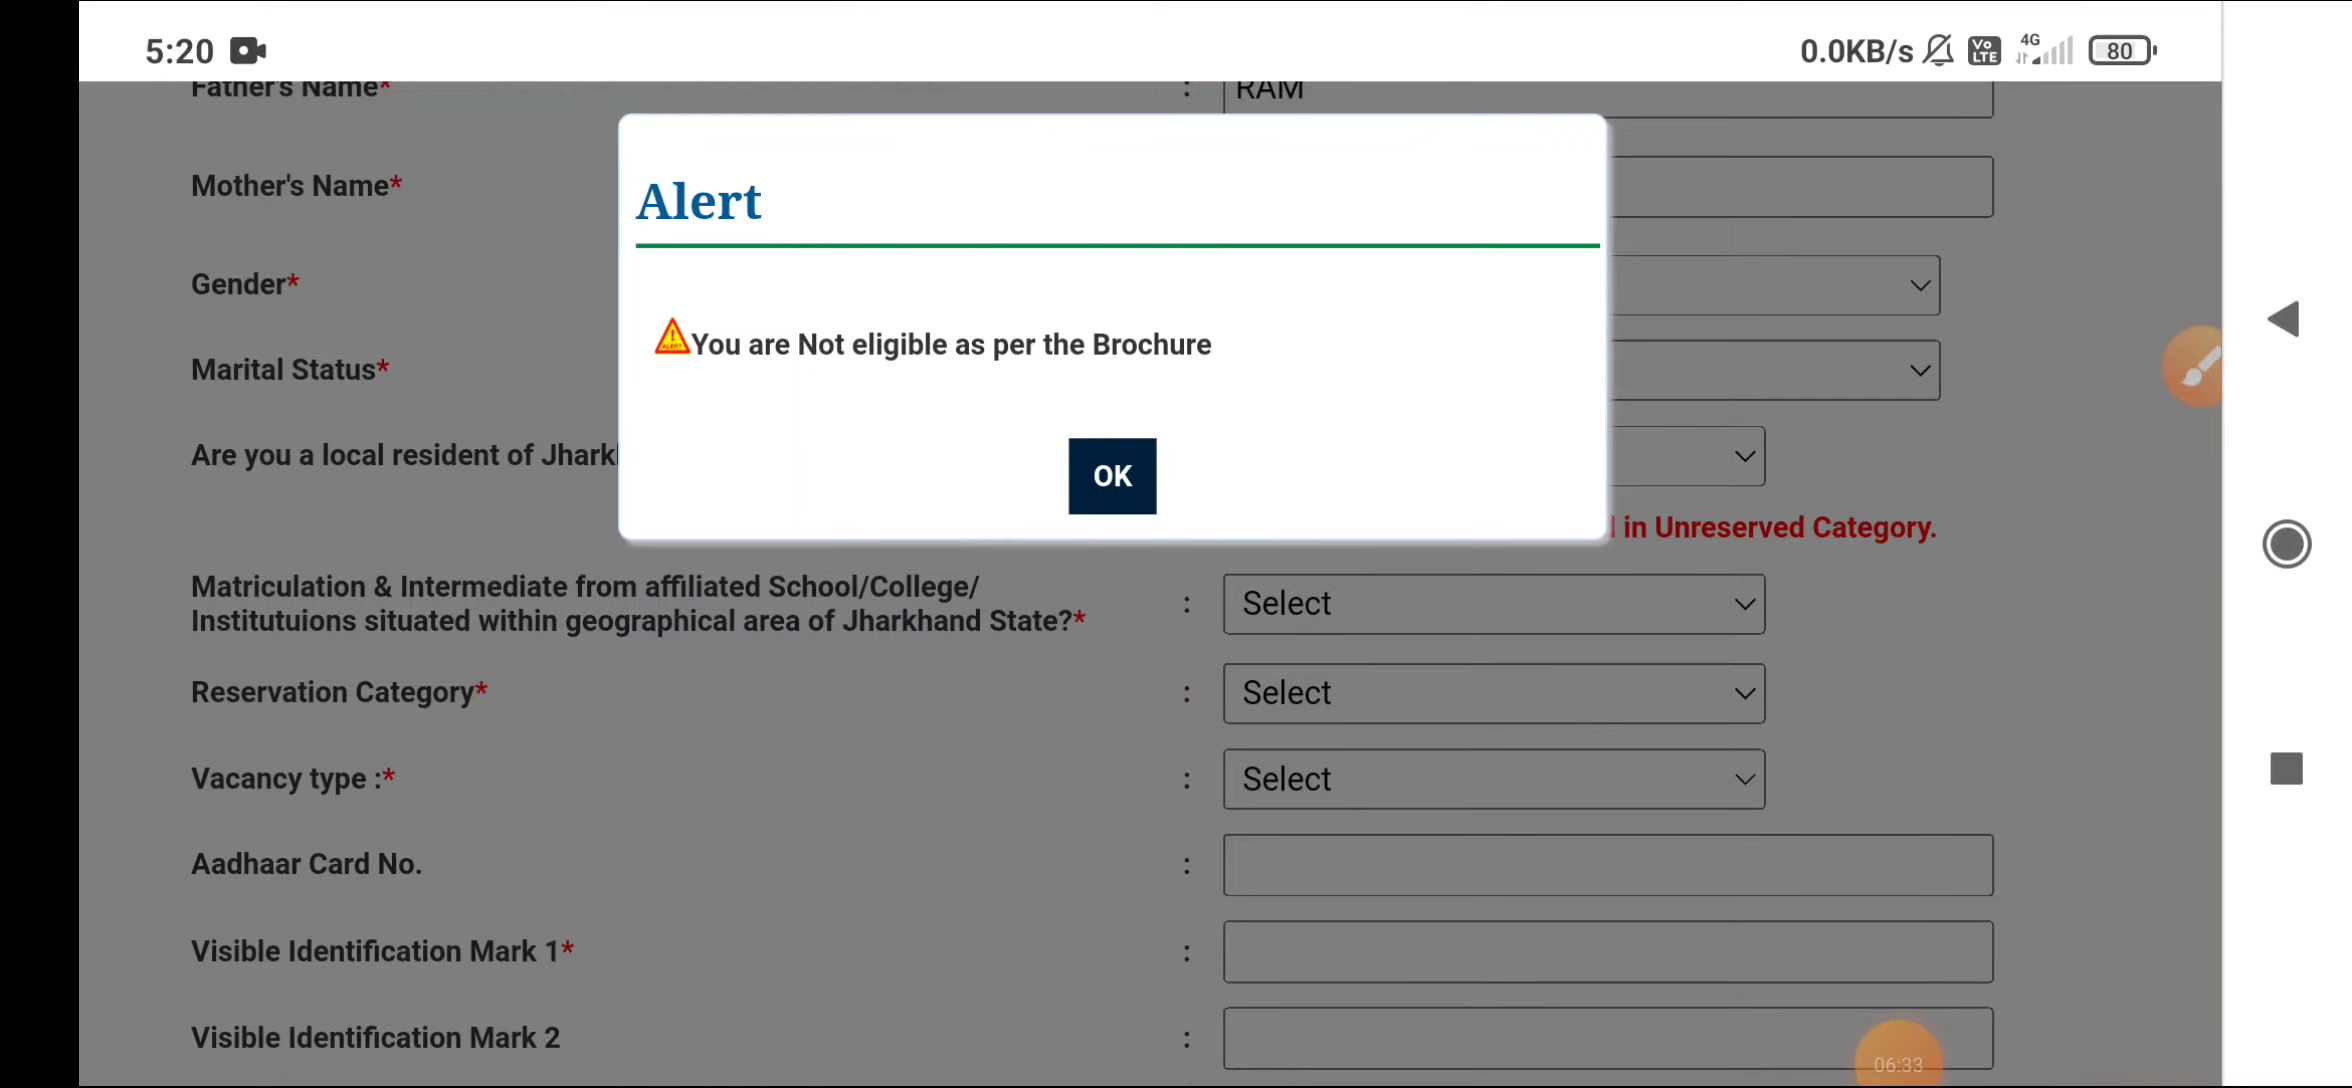 5:20
0.0KB/s Vo LTE 4G 80
Father's Name* : RAM
Mother's Name*
Gender*
Marital Status*
Are you a local resident of Jhark
Alert
You are Not eligible as per the Brochure
OK
in Unreserved Category.
Matriculation & Intermediate from affiliated School/College/
Institutuions situated within geographical area of Jharkhand State?* : Select
Reservation Category* : Select
Vacancy type :* : Select
Aadhaar Card No. :
Visible Identification Mark 1* :
Visible Identification Mark 2 :
06:33